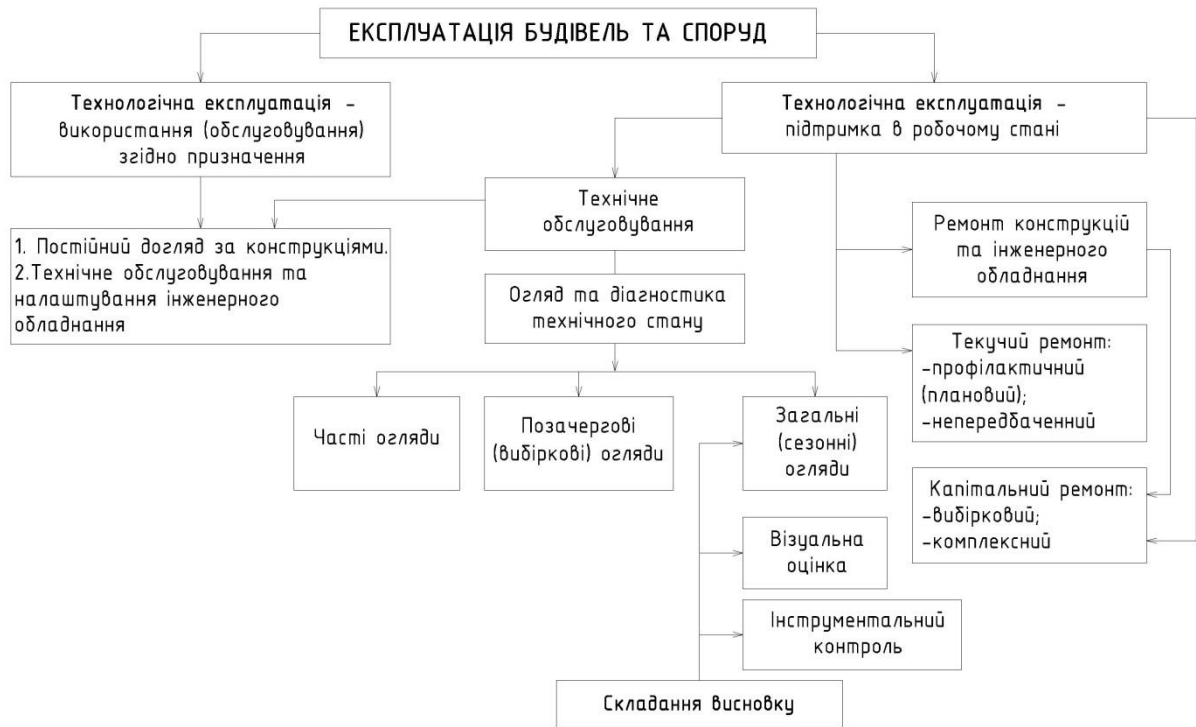 ЕКСПЛУАТАЦІЯ БУДІВЕЛЬ ТА СПОРУД
Технологічна експлуатація –
використання (обслуговування)
згідно призначення
Технологічна експлуатація –
підтримка в робочому стані
Технічне
обслуговування
1. Постійний догляд за конструкціями.
2.Технічне обслуговування та
налаштування інженерного
обладнання
Ремонт конструкцій
та інженерного
обладнання
Огляд та діагностика
технічного стану
Текучий ремонт:
-профілактичний
(плановий);
-непередбаченний
Часті огляди
Позачергові
(вибіркові) огляди
Загальні
(сезонні)
огляди
Капітальний ремонт:
-вибірковий;
-комплексний
Візуальна
оцінка
Інструментальний
контроль
Складання висновку